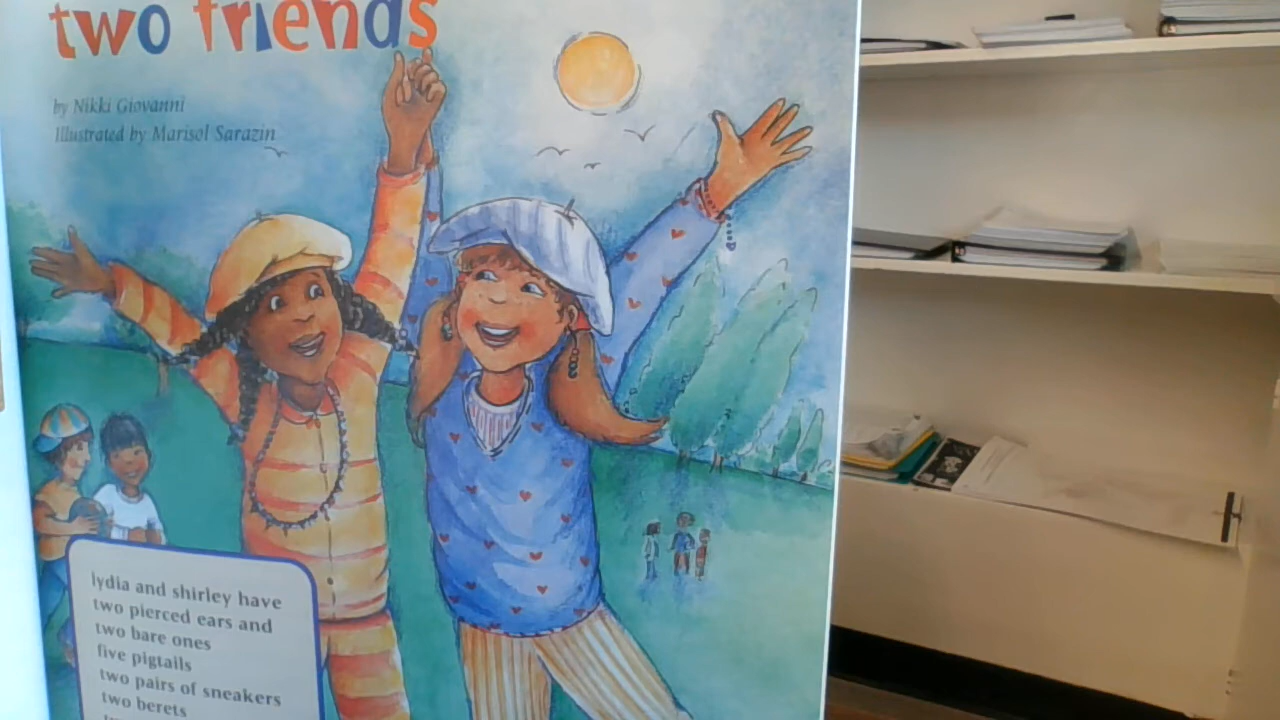 two friends
by Nikki Giovanni
Illustrated by Marisol Sarazin
lydia and shirley have
two pierced ears and
two bare ones
five pigtails
two pairs of sneakers
two berets